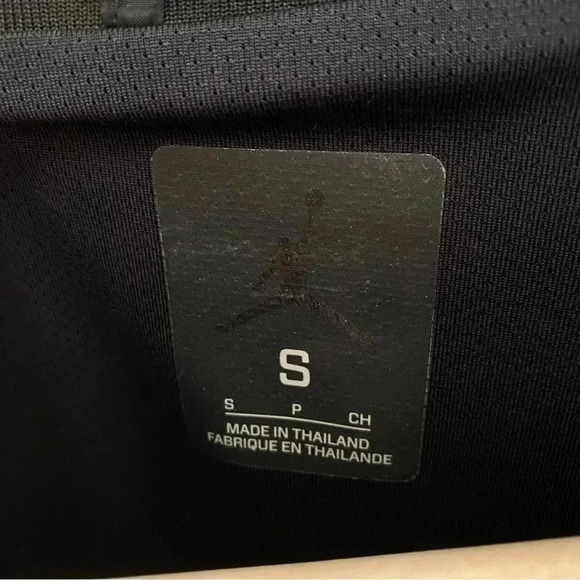 S
S P CH
MADE IN THAILAND
FABRIQUE EN THAILANDE